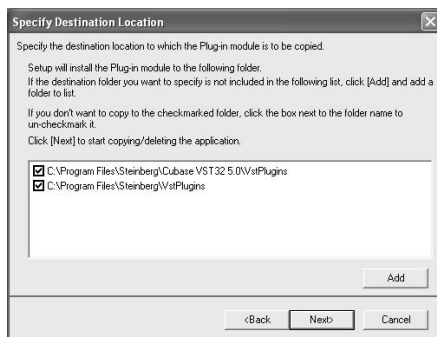 Specify Destination Location
Specify the destination location to which the Plug-in module is to be copied.
Setup will install the Plug-in module to the following folder.
If the destination folder you want to specify is not included in the following list, click [Add] and add a
folder to list.
If you don't want to copy to the checkmarked folder, click the box next to the folder name to
un-checkmark it.
Click [Next] to start copying/deleting the application.
C:\Program Files\Steinberg\Cubase VST32 5.0\VstPlugins
C:\Program Files\Steinberg\VstPlugins
Add
<Back
Next>
Cancel